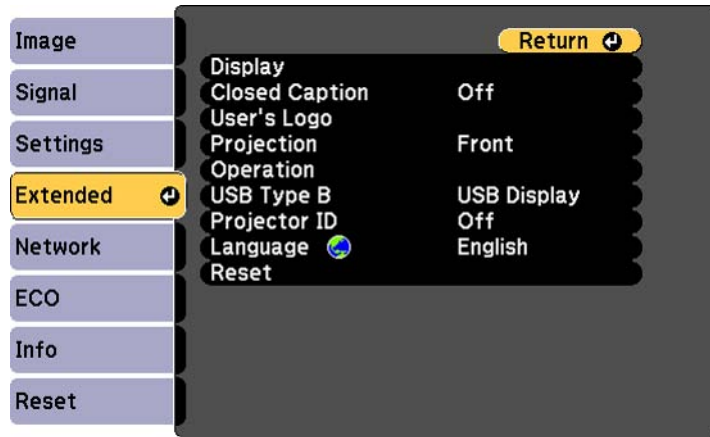 Image
Signal
Settings
Extended
Network
ECO
Info
Reset
Return
Display
Closed Caption Off
User's Logo
Projection Front
Operation
USB Type B USB Display
Projector ID Off
Language English
Reset